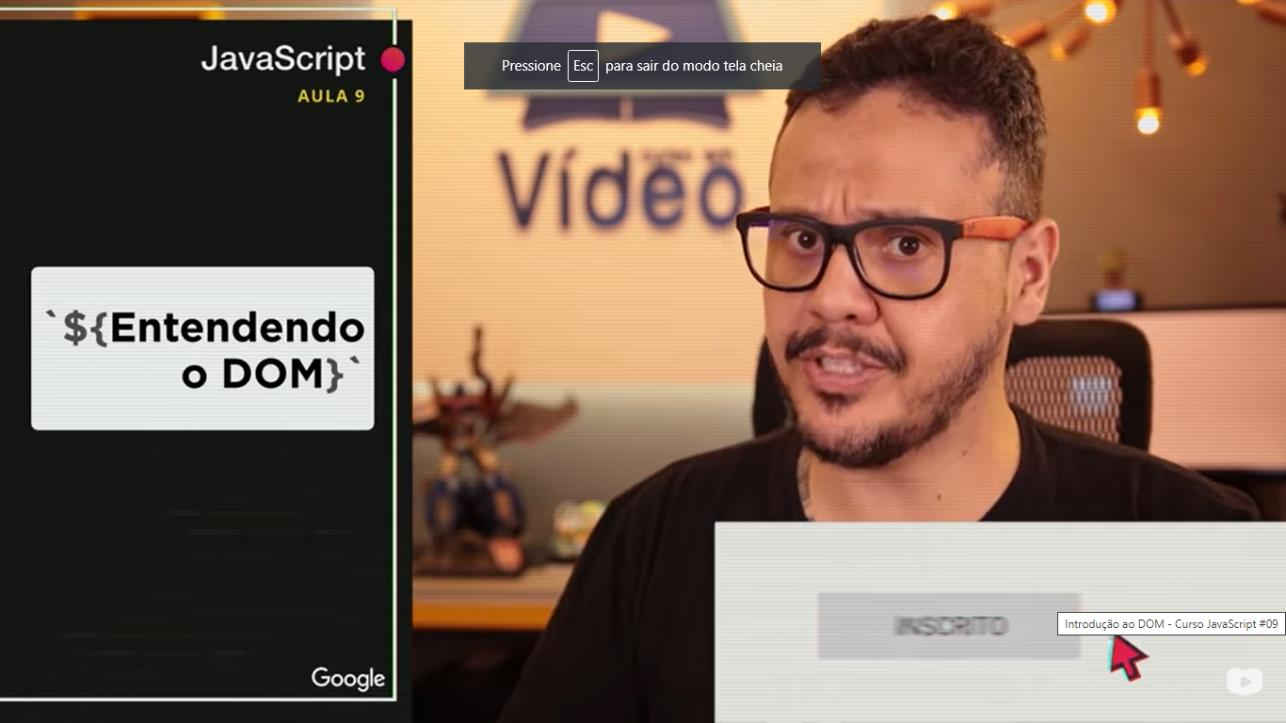 JavaScript
AULA 9
`${Entendendo
o DOM}`
Google
Pressione Esc para sair do modo tela cheia
Vídeo
INSCRITO
Introdução ao DOM - Curso JavaScript #09